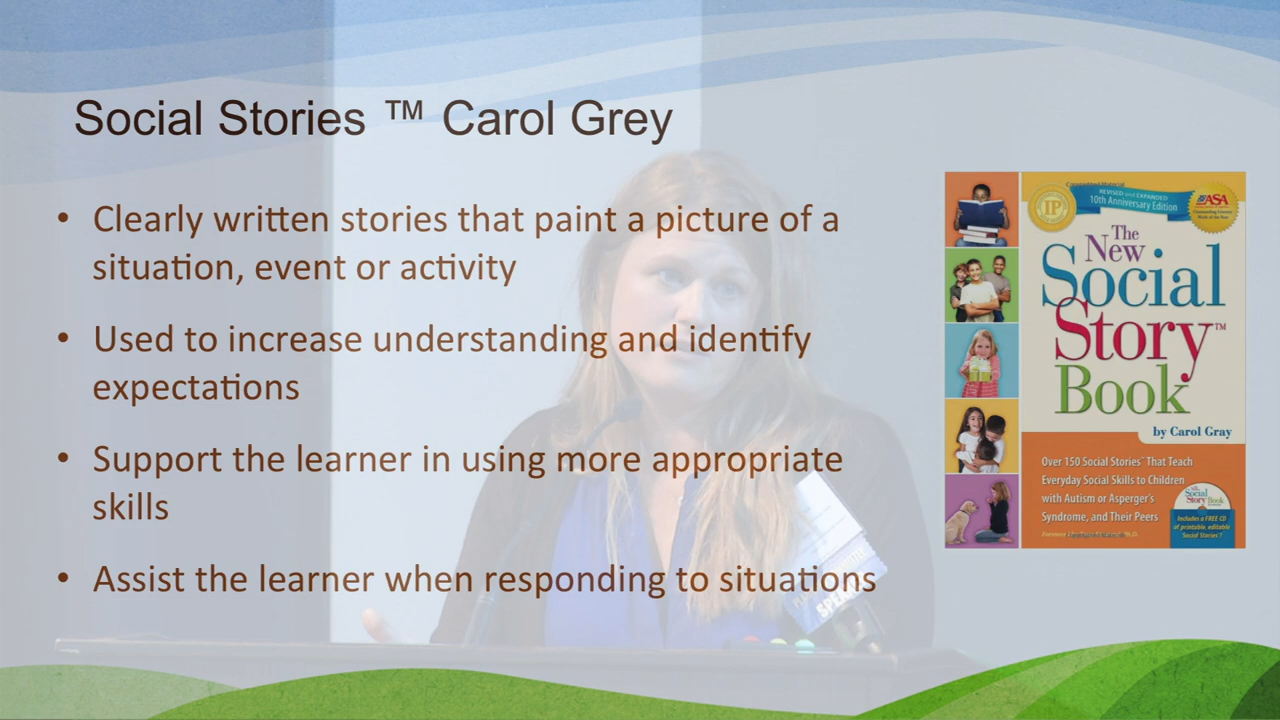 Social Stories ™ Carol Grey
• Clearly written stories that paint a picture of a
situation, event or activity
• Used to increase understanding and identify
expectations
• Support the learner in using more appropriate
skills
• Assist the learner when responding to situations
REVISED and EXPANDED
10th Anniversary Edition
IP
ASA
The
New
Social
Story™
Book
by Carol Gray
Over 150 Social Stories™ That Teach
Everyday Social Skills to Children
with Autism or Asperger's
Syndrome, and Their Peers
Social
Story
Includes a FREE CD
of printable, editable
Social Stories!